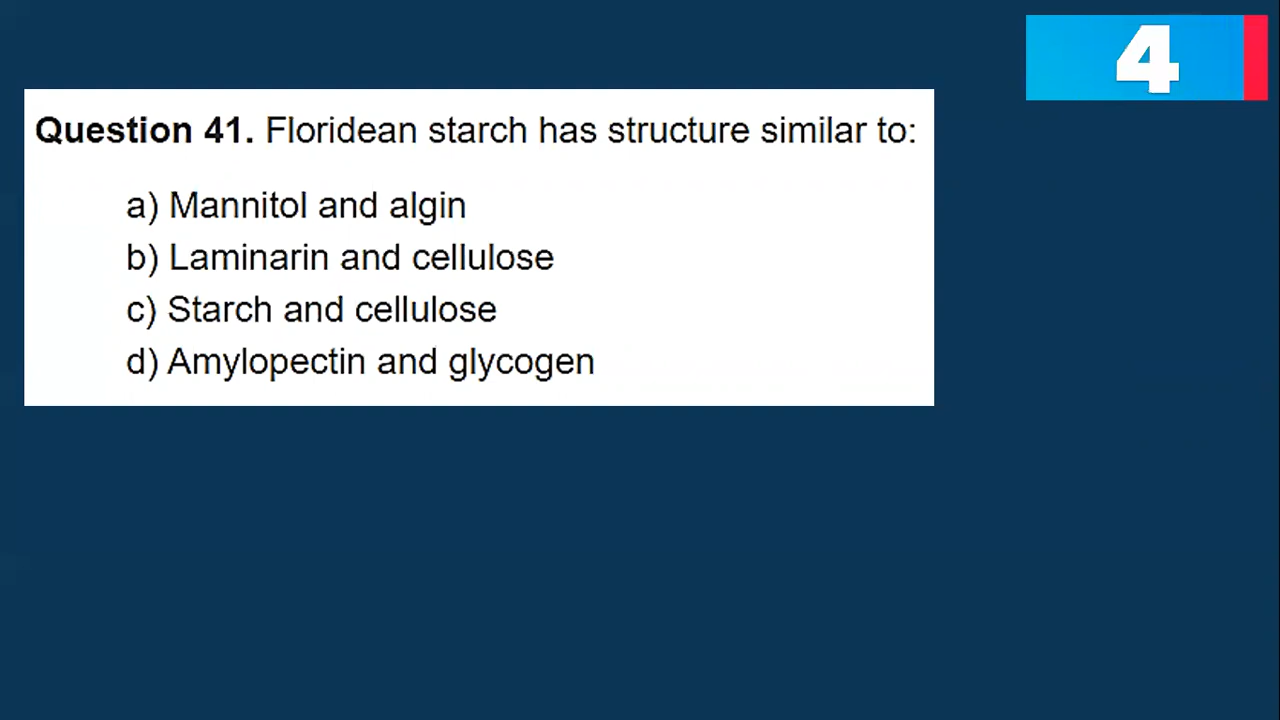 4
Question 41. Floridean starch has structure similar to:
a) Mannitol and algin
b) Laminarin and cellulose
c) Starch and cellulose
d) Amylopectin and glycogen